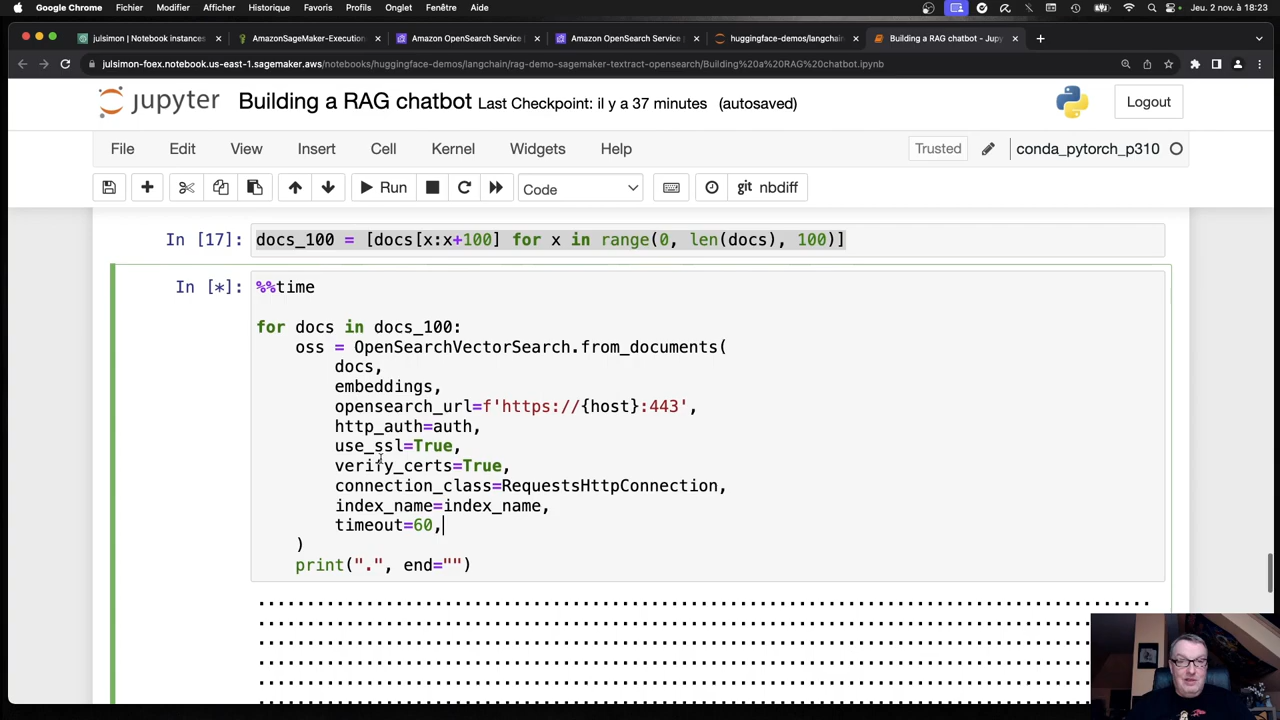 Google Chrome Fichier Modifier Afficher Historique Favoris Profils Onglet Fenêtre Aide Jeu. 2 nov. à 18:23
julsimon | Notebook instances AmazonSageMaker-Execution Amazon OpenSearch Service Amazon OpenSearch Service huggingface-demos/langchain Building a RAG chatbot - Jupy
julsimon-foex.notebook.us-east-1.sagemaker.aws/notebooks/huggingface-demos/langchain/rag-demo-sagemaker-textract-opensearch/Building%20a%20RAG%20chatbot.ipynb
jupyter Building a RAG chatbot Last Checkpoint: il y a 37 minutes (autosaved) Logout
File Edit View Insert Cell Kernel Widgets Help Trusted conda_pytorch_p310
Run Code nbdiff
In [17]: docs_100 = [docs[x:x+100] for x in range(0, len(docs), 100)]
In [*]: %%time
for docs in docs_100:
oss = OpenSearchVectorSearch.from_documents(
docs,
embeddings,
opensearch_url=f'https://{host}:443',
http_auth=auth,
use_ssl=True,
verify_certs=True,
connection_class=RequestsHttpConnection,
index_name=index_name,
timeout=60,
)
print(".", end="")